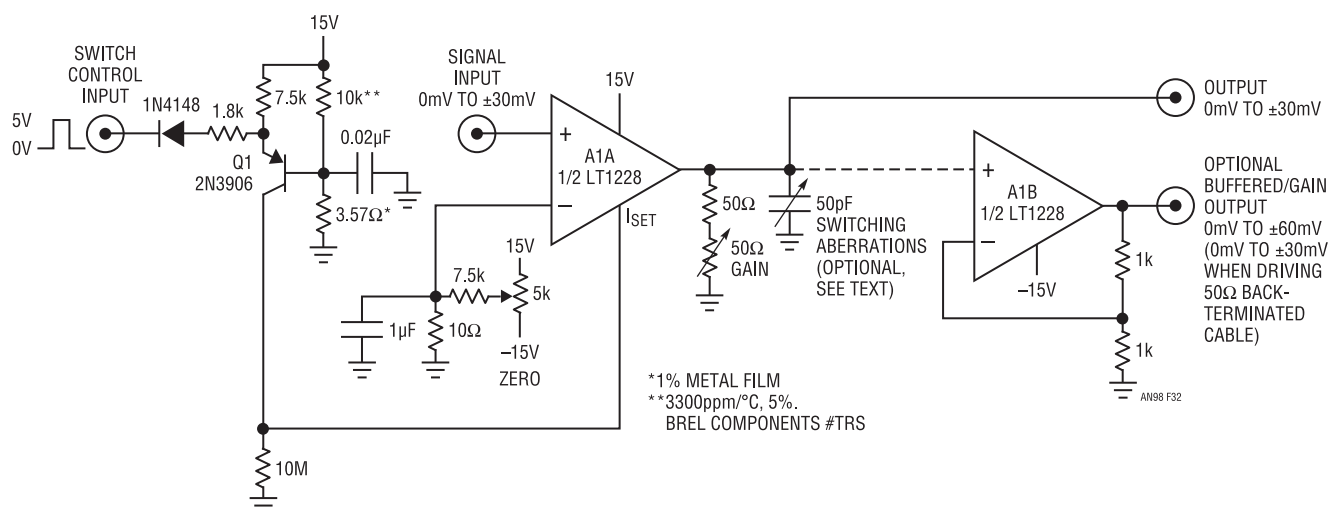 SWITCH
CONTROL
INPUT
5V
0V
1N4148
1.8k
15V
7.5k
10k**
0.02µF
Q1
2N3906
3.57Ω*
10M
SIGNAL
INPUT
0mV TO ±30mV
15V
+
A1A
1/2 LT1228
–
ISET
15V
7.5k
5k
1µF
10Ω
–15V
ZERO
50Ω
50Ω
GAIN
50pF
SWITCHING
ABERRATIONS
(OPTIONAL,
SEE TEXT)
*1% METAL FILM
**3300ppm/°C, 5%.
BREL COMPONENTS #TRS
+
A1B
1/2 LT1228
–
–15V
1k
1k
OUTPUT
0mV TO ±30mV
OPTIONAL
BUFFERED/GAIN
OUTPUT
0mV TO ±60mV
(0mV TO ±30mV
WHEN DRIVING
50Ω BACK-
TERMINATED
CABLE)
AN98 F32